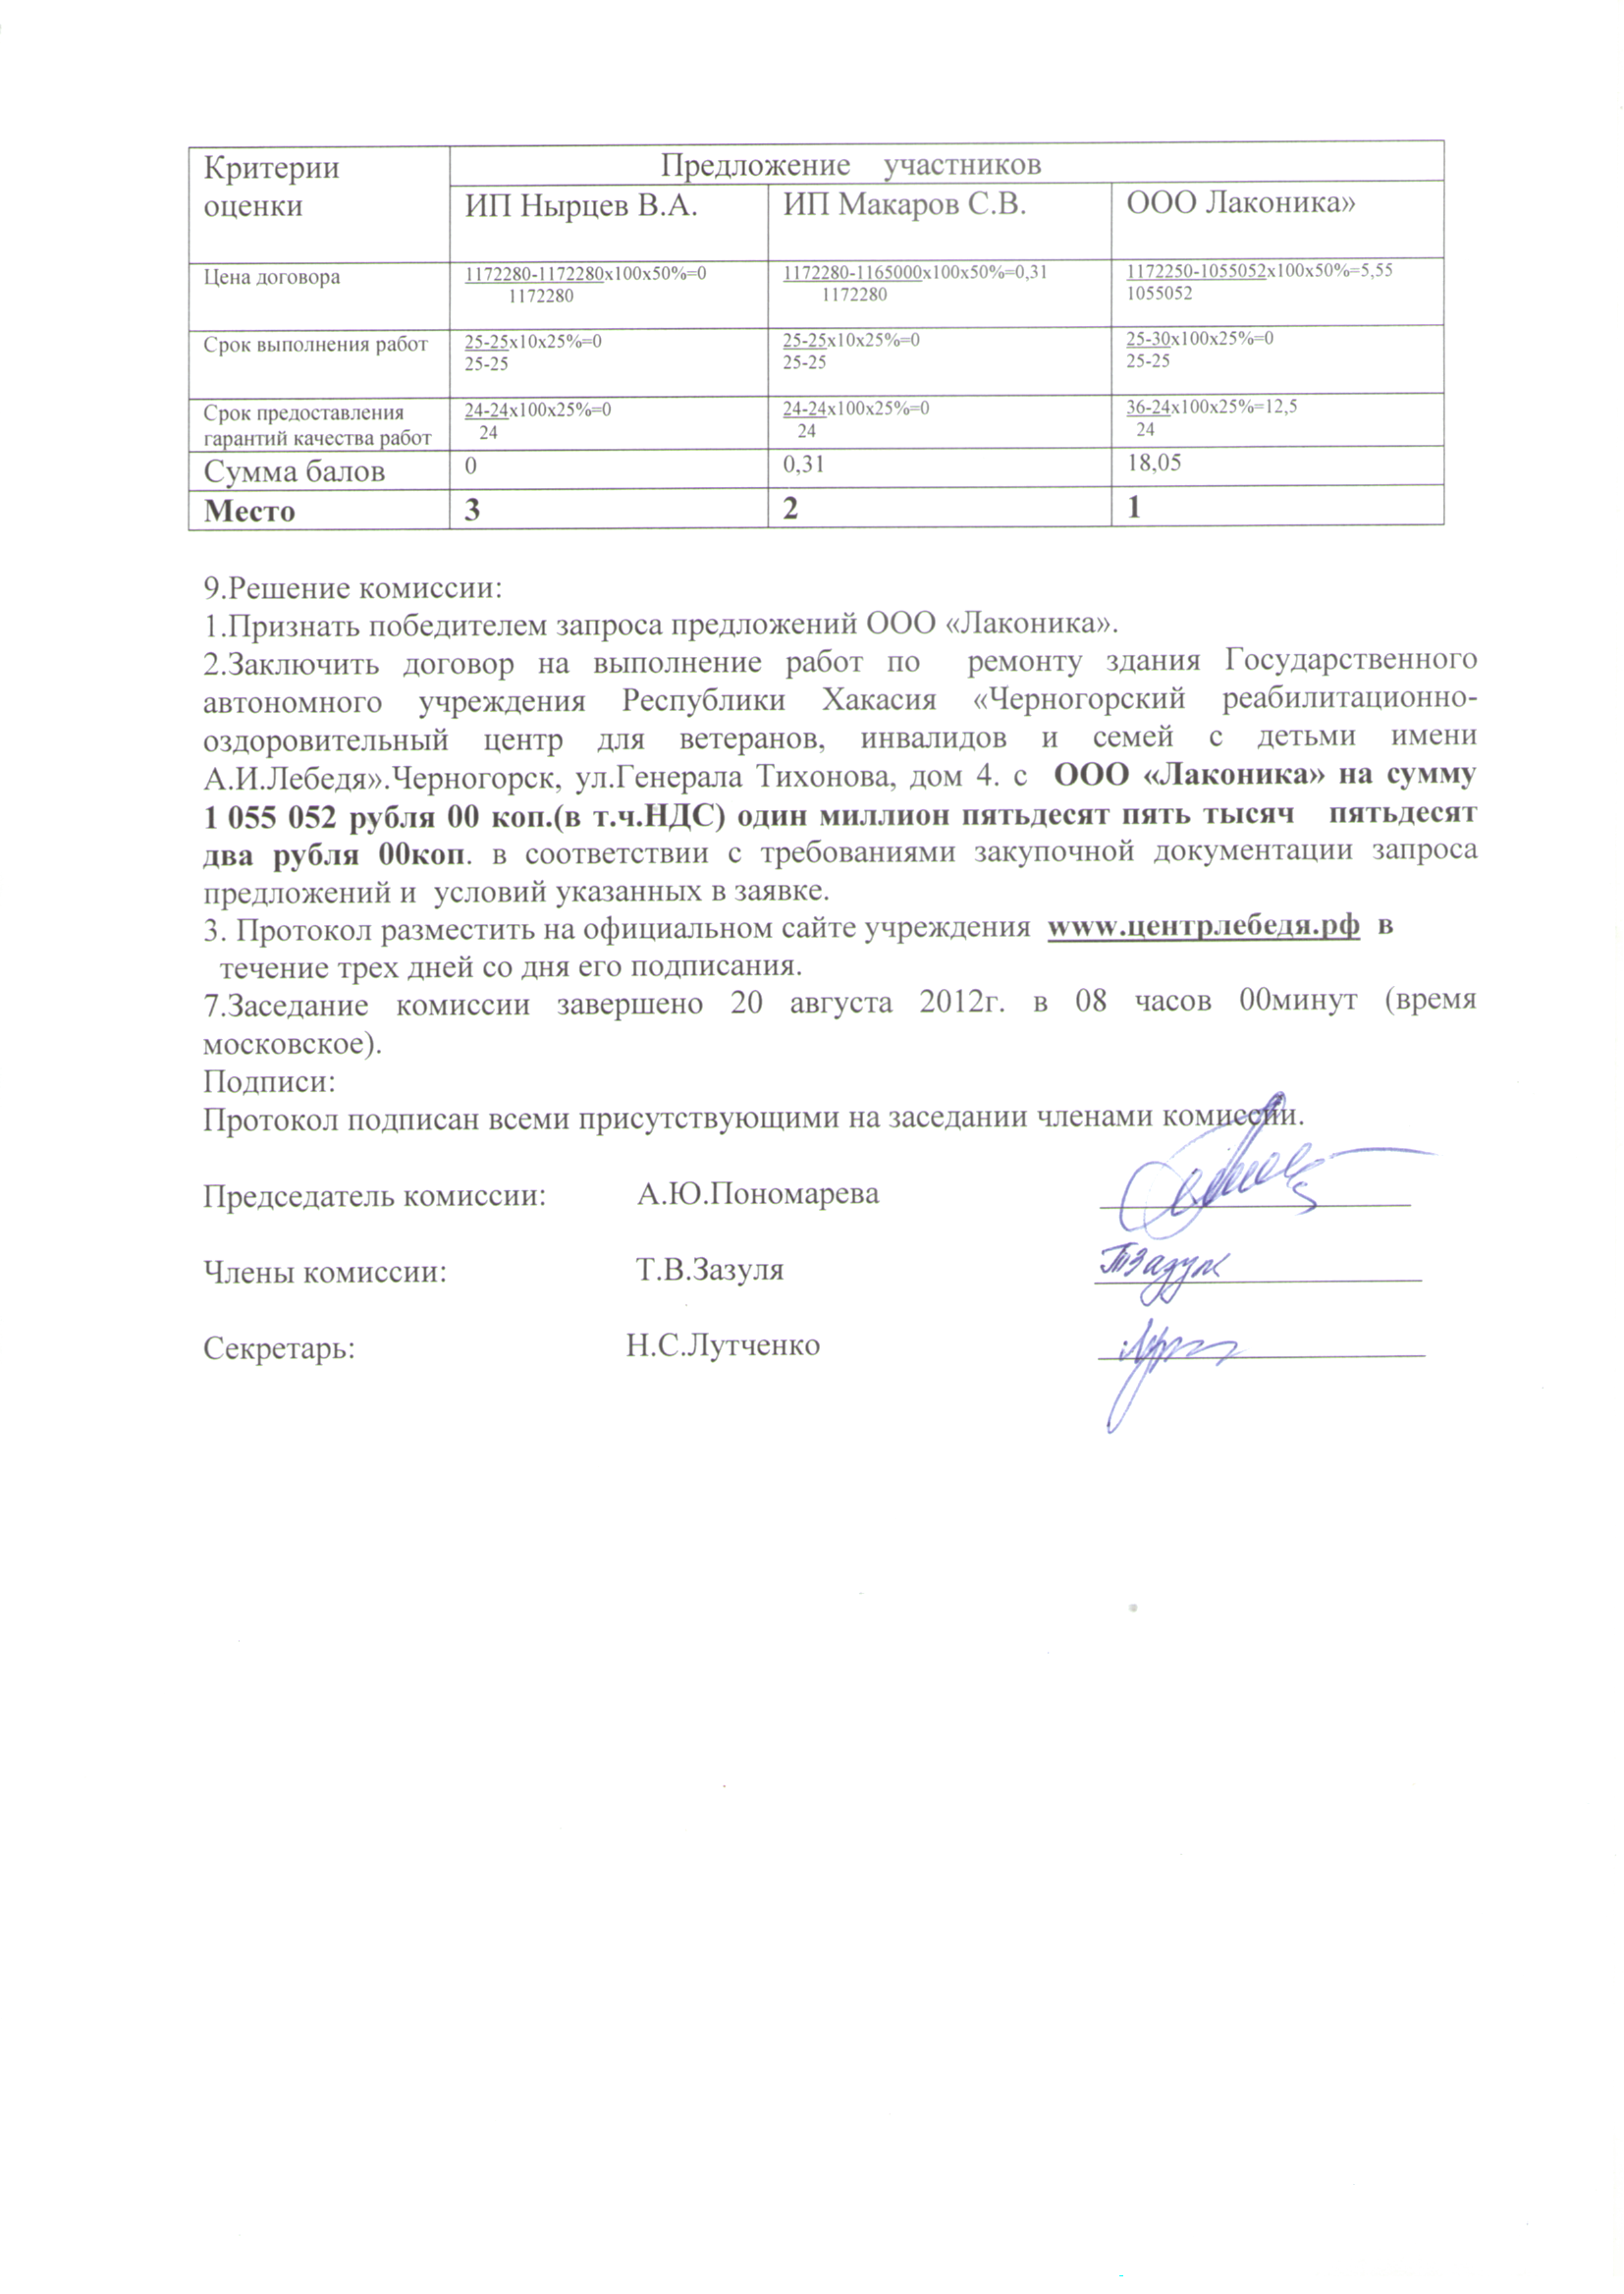 Критерии оценки
Предложение участников
ИП Нырцев В.А.
ИП Макаров С.В.
ООО Лаконика»
Цена договора
1172280-1172280х100х50%=0
1172280
1172280-1165000х100х50%=0,31
1172280
1172250-1055052х100х50%=5,55
1055052
Срок выполнения работ
25-25х10х25%=0
25-25
25-25х10х25%=0
25-25
25-30х100х25%=0
25-25
Срок предоставления
гарантий качества работ
24-24х100х25%=0
24
24-24х100х25%=0
24
36-24х100х25%=12,5
24
Сумма балов
0
0,31
18,05
Место
3
2
1
9.Решение комиссии:
1.Признать победителем запроса предложений ООО «Лаконика».
2.Заключить договор на выполнение работ по ремонту здания Государственного
автономного учреждения Республики Хакасия «Черногорский реабилитационно-
оздоровительный центр для ветеранов, инвалидов и семей с детьми имени
А.И.Лебедя».Черногорск, ул.Генерала Тихонова, дом 4. с ООО «Лаконика» на сумму
1 055 052 рубля 00 коп.(в т.ч.НДС) один миллион пятьдесят пять тысяч пятьдесят
два рубля 00коп. в соответствии с требованиями закупочной документации запроса
предложений и условий указанных в заявке.
3. Протокол разместить на официальном сайте учреждения www.центрлебедя.рф в
течение трех дней со дня его подписания.
7.Заседание комиссии завершено 20 августа 2012г. в 08 часов 00минут (время
московское).
Подписи:
Протокол подписан всеми присутствующими на заседании членами комиссии.
Председатель комиссии: А.Ю.Пономарева
Члены комиссии: Т.В.Зазуля
Секретарь: Н.С.Лутченко